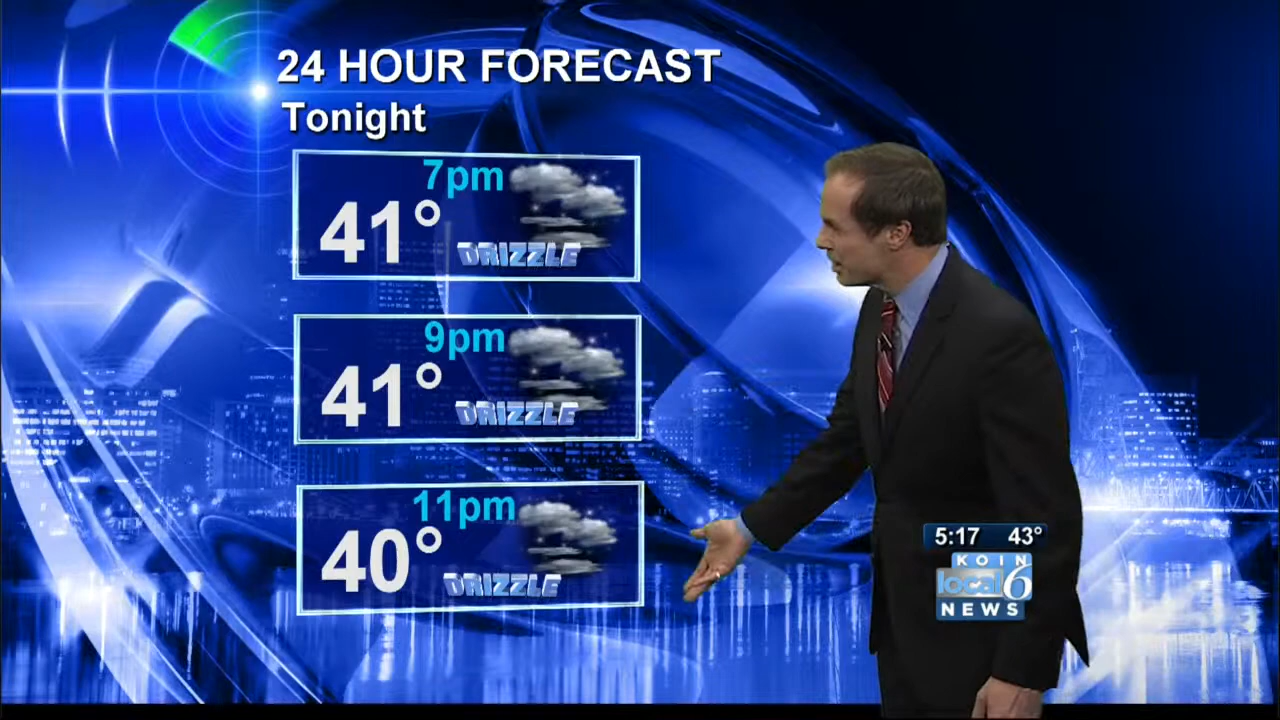 24 HOUR FORECAST
Tonight
7pm
41°
DRIZZLE
9pm
41°
DRIZZLE
11pm
40°
DRIZZLE
5:17 43°
KOIN
local 6
NEWS